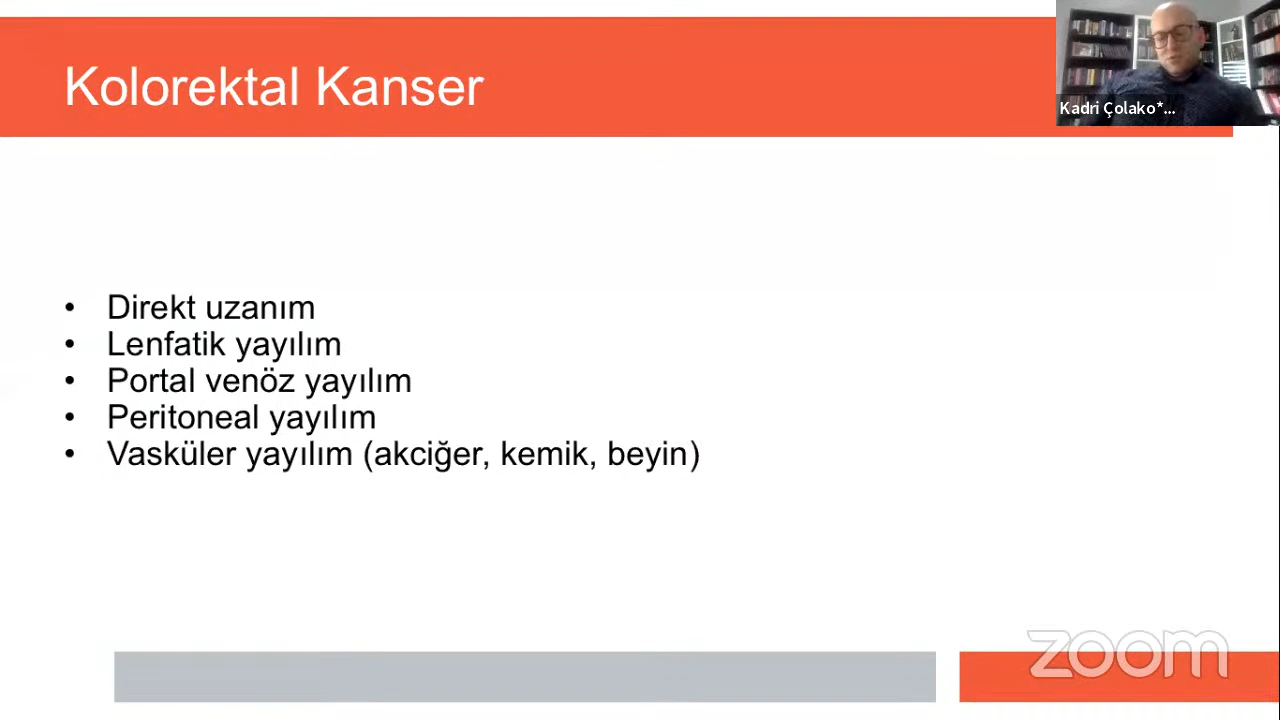 Kolorektal Kanser
Kadri Çolako*...
• Direkt uzanım
• Lenfatik yayılım
• Portal venöz yayılım
• Peritoneal yayılım
• Vasküler yayılım (akciğer, kemik, beyin)
zoom